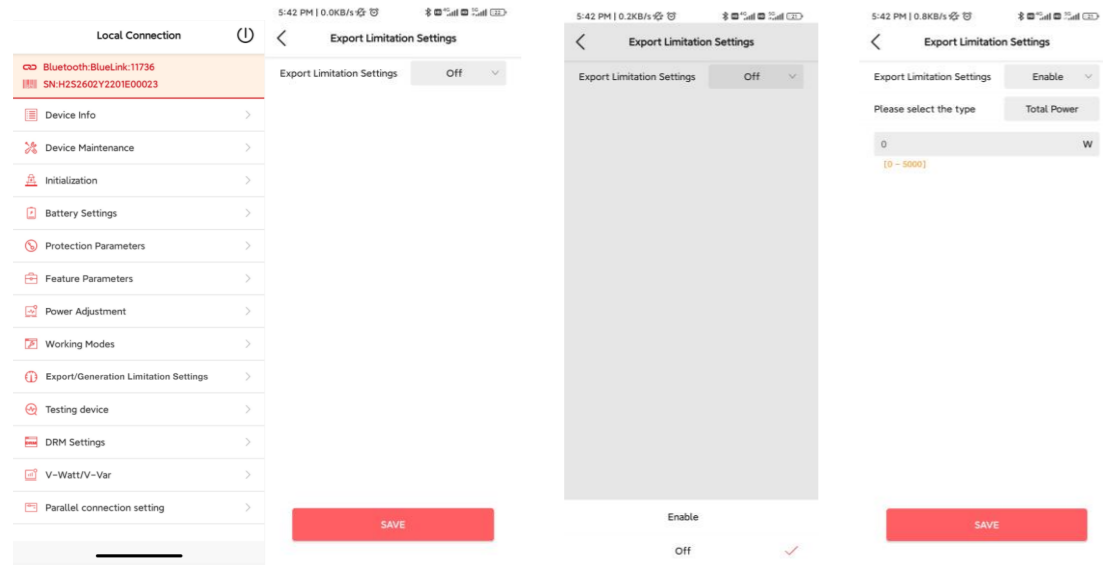 Local Connection
Bluetooth:BlueLink:11736
SN:H2S2602Y2201E00023
Device Info
Device Maintenance
Initialization
Battery Settings
Protection Parameters
Feature Parameters
Power Adjustment
Working Modes
Export/Generation Limitation Settings
Testing device
DRM Settings
V-Watt/V-Var
Parallel connection setting
5:42 PM | 0.0KB/s
Export Limitation Settings
Export Limitation Settings Off
SAVE
5:42 PM | 0.2KB/s
Export Limitation Settings
Export Limitation Settings Off
Enable
Off
5:42 PM | 0.8KB/s
Export Limitation Settings
Export Limitation Settings Enable
Please select the type Total Power
0 W
[0 ~ 5000]
SAVE